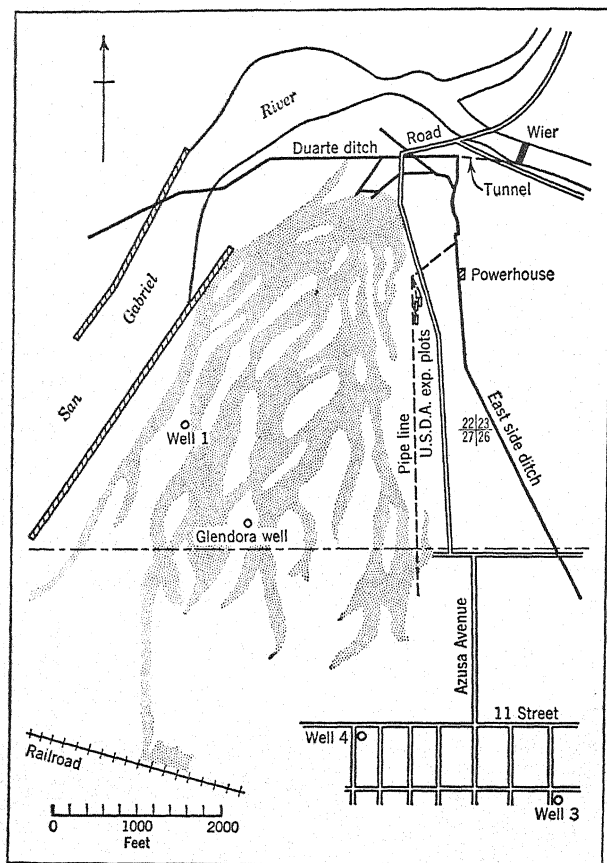 River
Road
Wier
Duarte ditch
Tunnel
Gabriel
Powerhouse
San
Pipe line
U.S.D.A. exp. plots
East side ditch
22 23
27 26
Well 1
Glendora well
Azusa Avenue
11 Street
Well 4
Railroad
Well 3
0 1000 2000
Feet